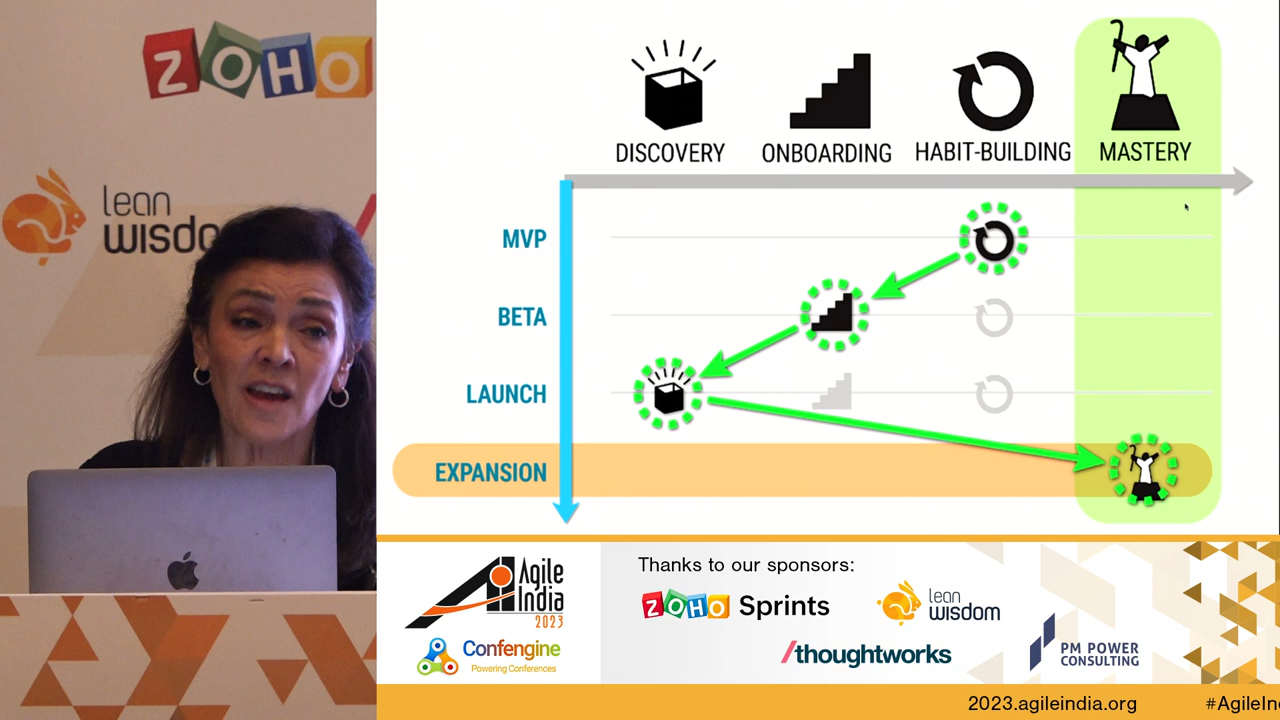 ZOHO
lean
wisdo
DISCOVERY
ONBOARDING
HABIT-BUILDING
MASTERY
MVP
BETA
LAUNCH
EXPANSION
Agile
India
2023
Confengine
Powering Conferences
Thanks to our sponsors:
ZOHO Sprints
lean
wisdom
/thoughtworks
PM POWER
CONSULTING
2023.agileindia.org
#AgileIn